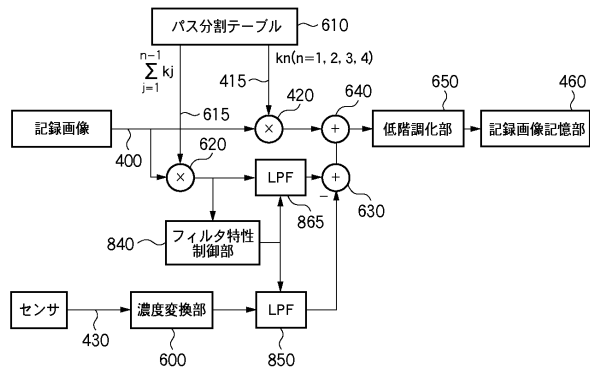 パス分割テーブル
610
n−1
Σ kj
j=1
kn(n=1, 2, 3, 4)
415
420
640
650
460
615
記録画像
×
+
低階調化部
記録画像記憶部
400
620
×
LPF
+
−
865
630
840
フィルタ特性
制御部
センサ
濃度変換部
LPF
430
600
850